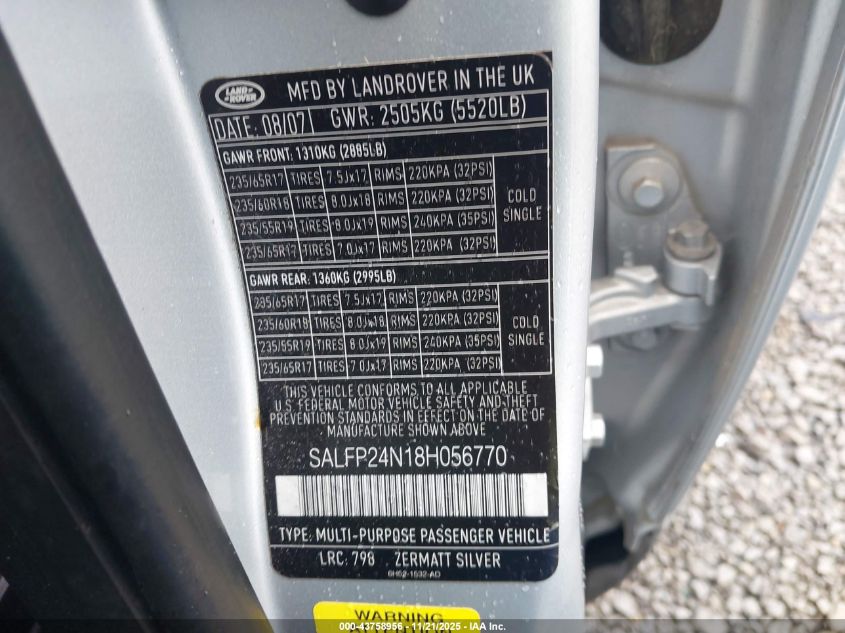 LAND ROVER
MFD BY LANDROVER IN THE UK
DATE: 08/07 GWR: 2505KG (5520LB)
GAWR FRONT: 1310KG (2885LB)
235/65R17 TIRES 7.5Jx17 RIMS 220KPA (32PSI)
235/60R18 TIRES 8.0Jx18 RIMS 220KPA (32PSI)
235/55R19 TIRES 8.0Jx19 RIMS 240KPA (35PSI)
235/65R17 TIRES 7.0Jx17 RIMS 220KPA (32PSI)
COLD
SINGLE
GAWR REAR: 1360KG (2995LB)
235/65R17 TIRES 7.5Jx17 RIMS 220KPA (32PSI)
235/60R18 TIRES 8.0Jx18 RIMS 220KPA (32PSI)
235/55R19 TIRES 8.0Jx19 RIMS 240KPA (35PSI)
235/65R17 TIRES 7.0Jx17 RIMS 220KPA (32PSI)
COLD
SINGLE
THIS VEHICLE CONFORMS TO ALL APPLICABLE
U.S. FEDERAL MOTOR VEHICLE SAFETY AND THEFT
PREVENTION STANDARDS IN EFFECT ON THE DATE OF
MANUFACTURE SHOWN ABOVE
SALFP24N18H056770
TYPE: MULTI-PURPOSE PASSENGER VEHICLE
LRC: 798 ZERMATT SILVER
6H52-1532-AD
WARNING
ATTENTION
000-43758956 - 11/21/2025 - IAA Inc.